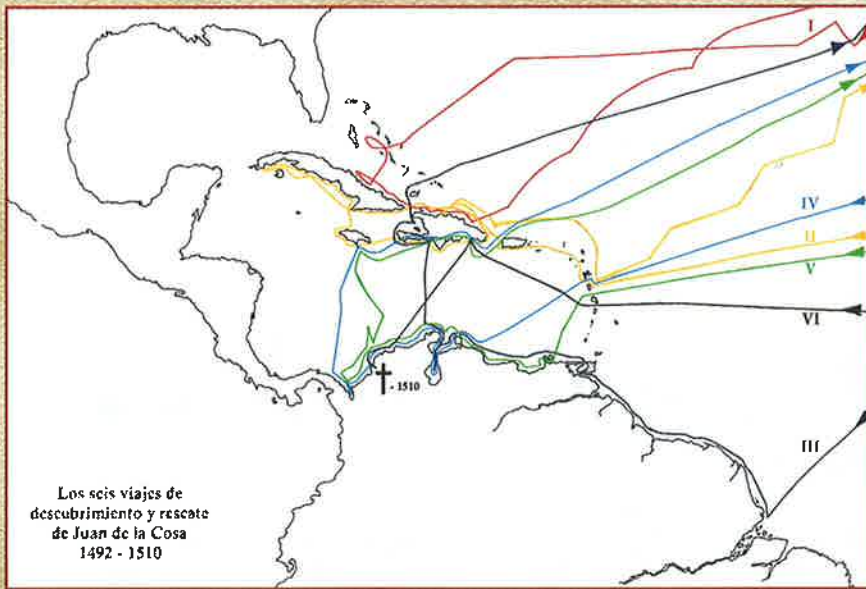 I
IV
II
V
VI
III
- 1510
Los seis viajes de
descubrimiento y rescate
de Juan de la Cosa
1492 - 1510